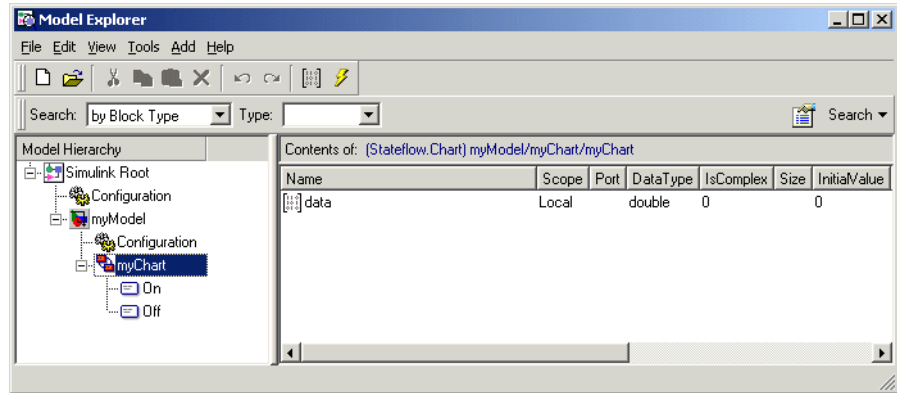 Model Explorer
File Edit View Tools Add Help
Search: by Block Type Type: Search
Model Hierarchy
Contents of: (Stateflow.Chart) myModel/myChart/myChart
Simulink Root
Name Scope Port DataType IsComplex Size InitialValue
Configuration
data Local double 0 0
myModel
Configuration
myChart
On
Off